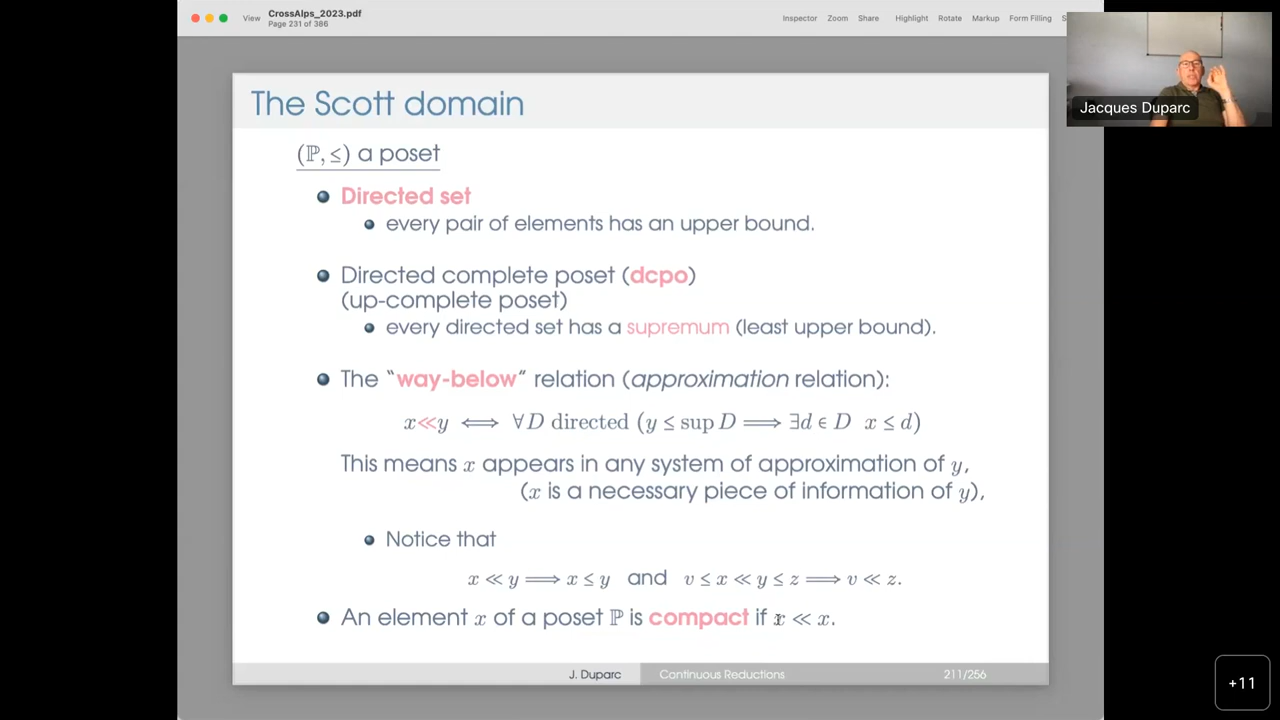 View
CrossAlps_2023.pdf
Page 231 of 386
Inspector Zoom Share Highlight Rotate Markup Form Filling
Jacques Duparc
The Scott domain
(ℙ, ≤) a poset
Directed set
every pair of elements has an upper bound.
Directed complete poset (dcpo)
(up-complete poset)
every directed set has a supremum (least upper bound).
The "way-below" relation (approximation relation):
x≪y ⟺ ∀D directed (y ≤ sup D ⟹ ∃d ∈ D x ≤ d)
This means x appears in any system of approximation of y,
(x is a necessary piece of information of y),
Notice that
x ≪ y ⟹ x ≤ y and v ≤ x ≪ y ≤ z ⟹ v ≪ z.
An element x of a poset ℙ is compact if x ≪ x.
J. Duparc Continuous Reductions 211/256
+11